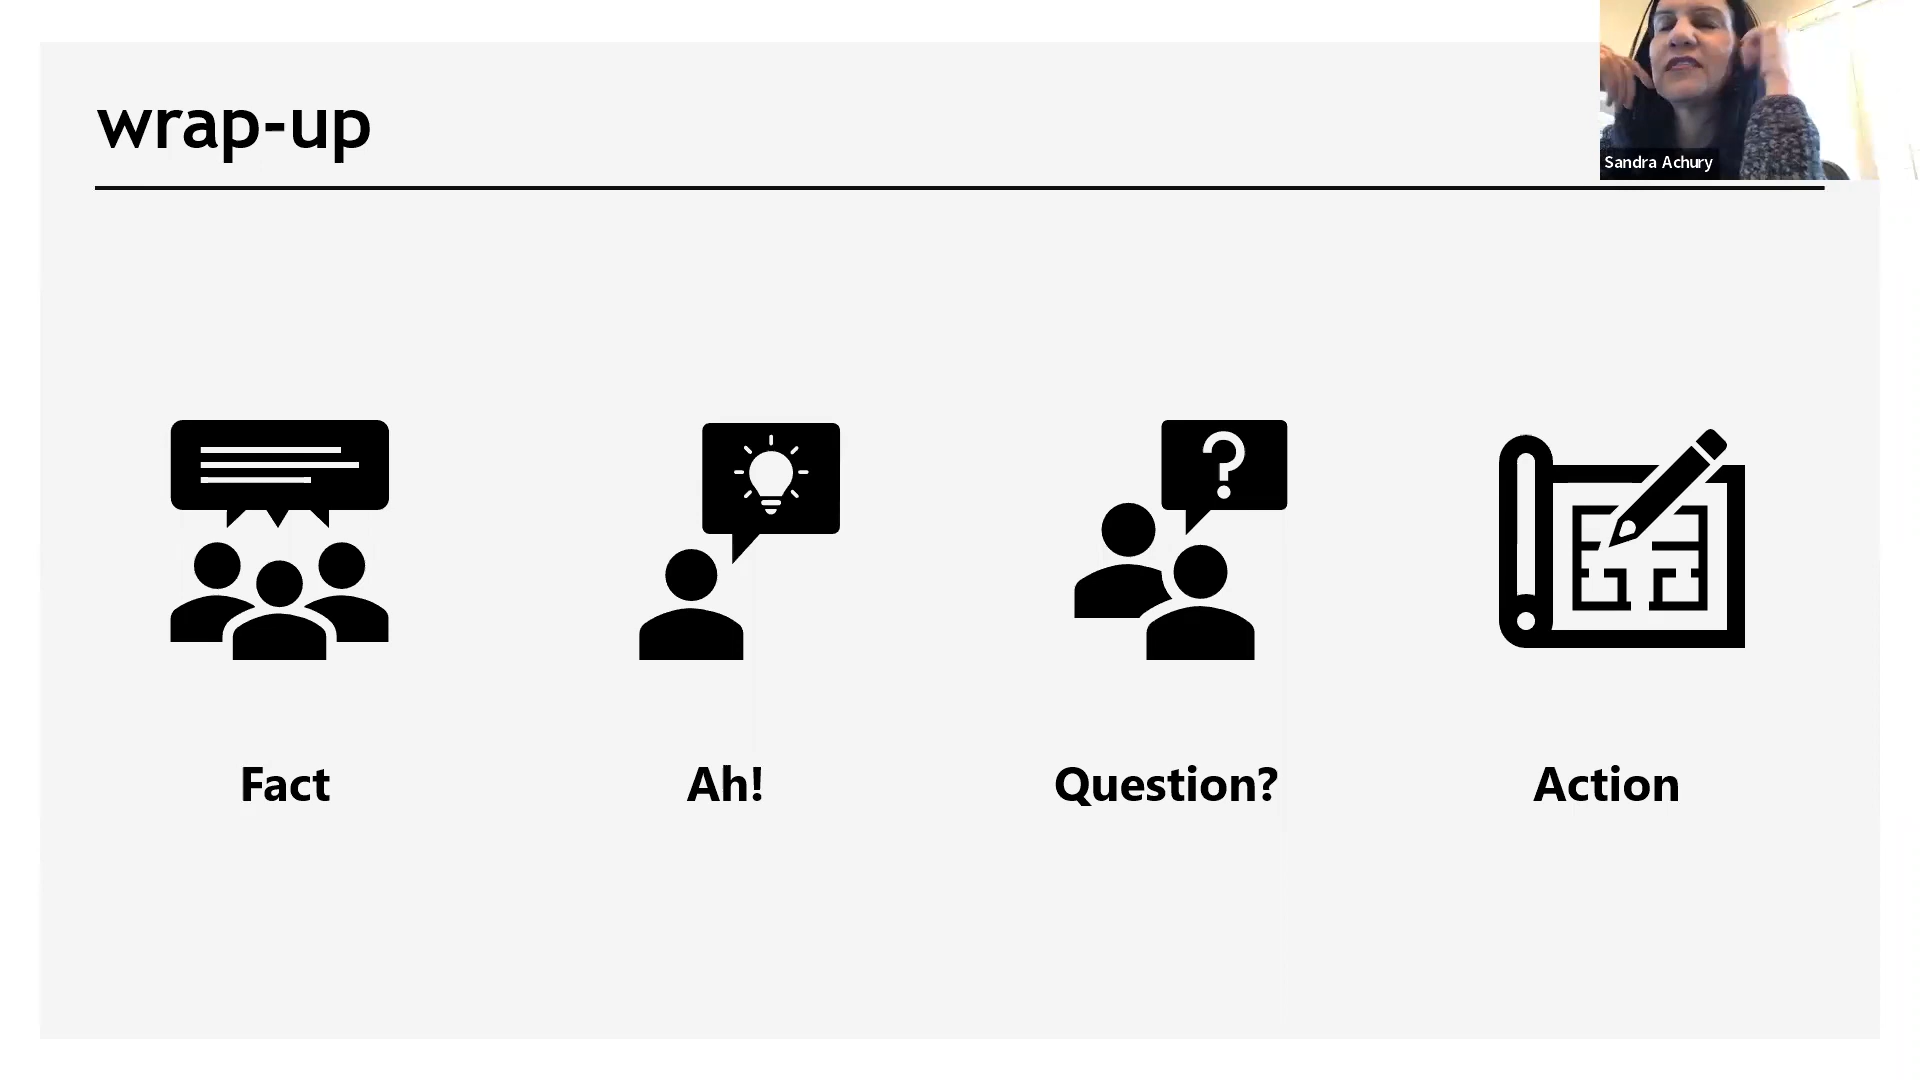 wrap-up
Sandra Achury
?
Fact
Ah!
Question?
Action